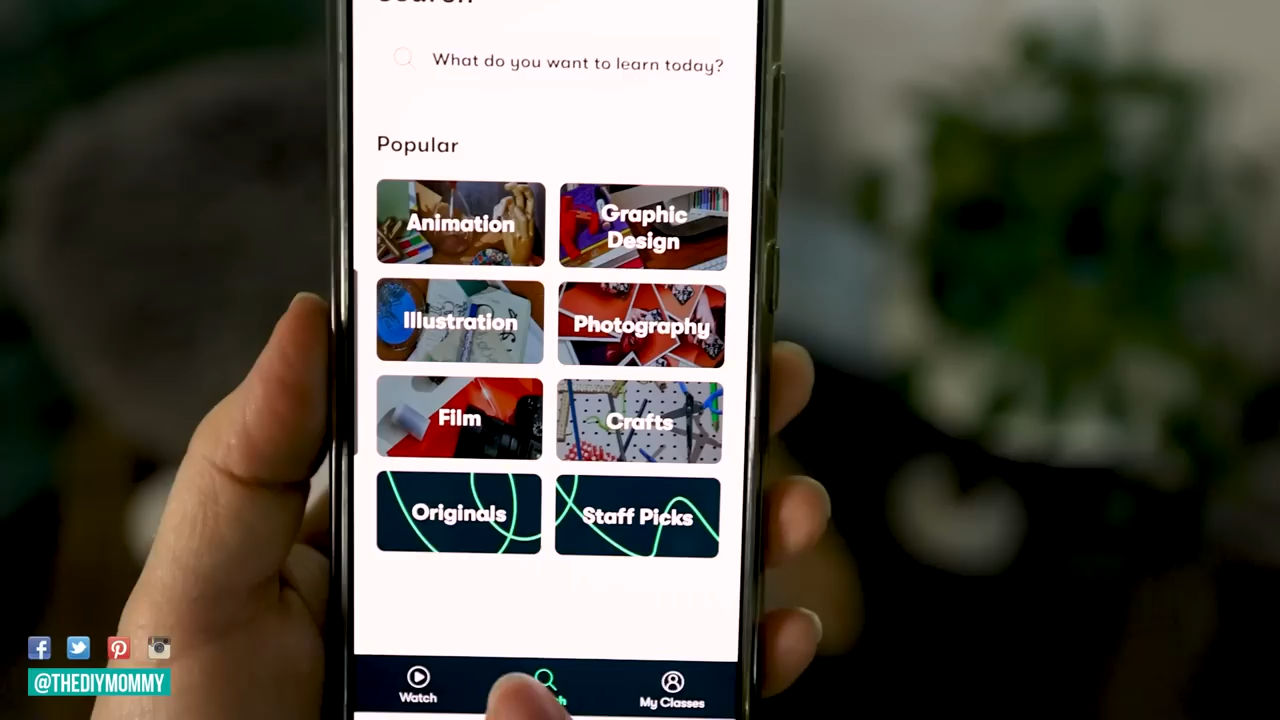 Search
What do you want to learn today?
Popular
Animation
Graphic
Design
Illustration
Photography
Film
Crafts
Originals
Staff Picks
Watch
My Classes
@THEDIYMOMMY